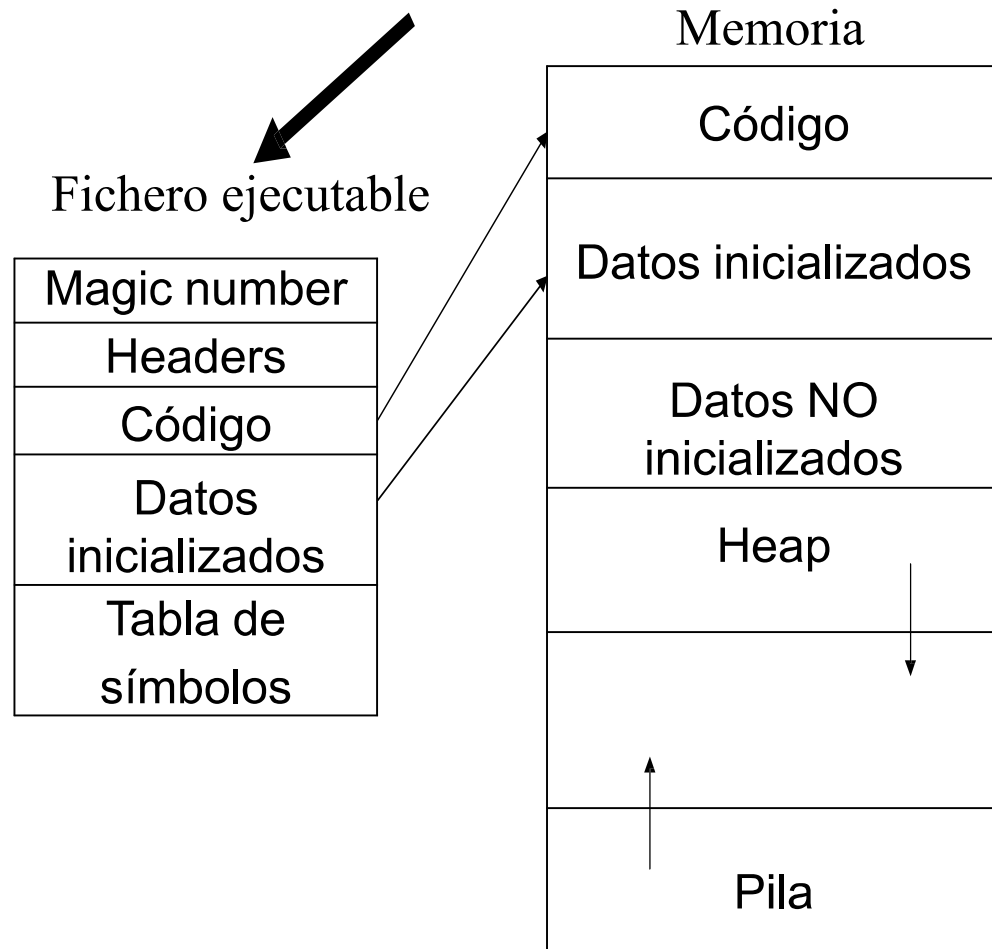 Fichero ejecutable
Magic number
Headers
Código
Datos
inicializados
Tabla de
símbolos
Memoria
Código
Datos inicializados
Datos NO
inicializados
Heap
Pila